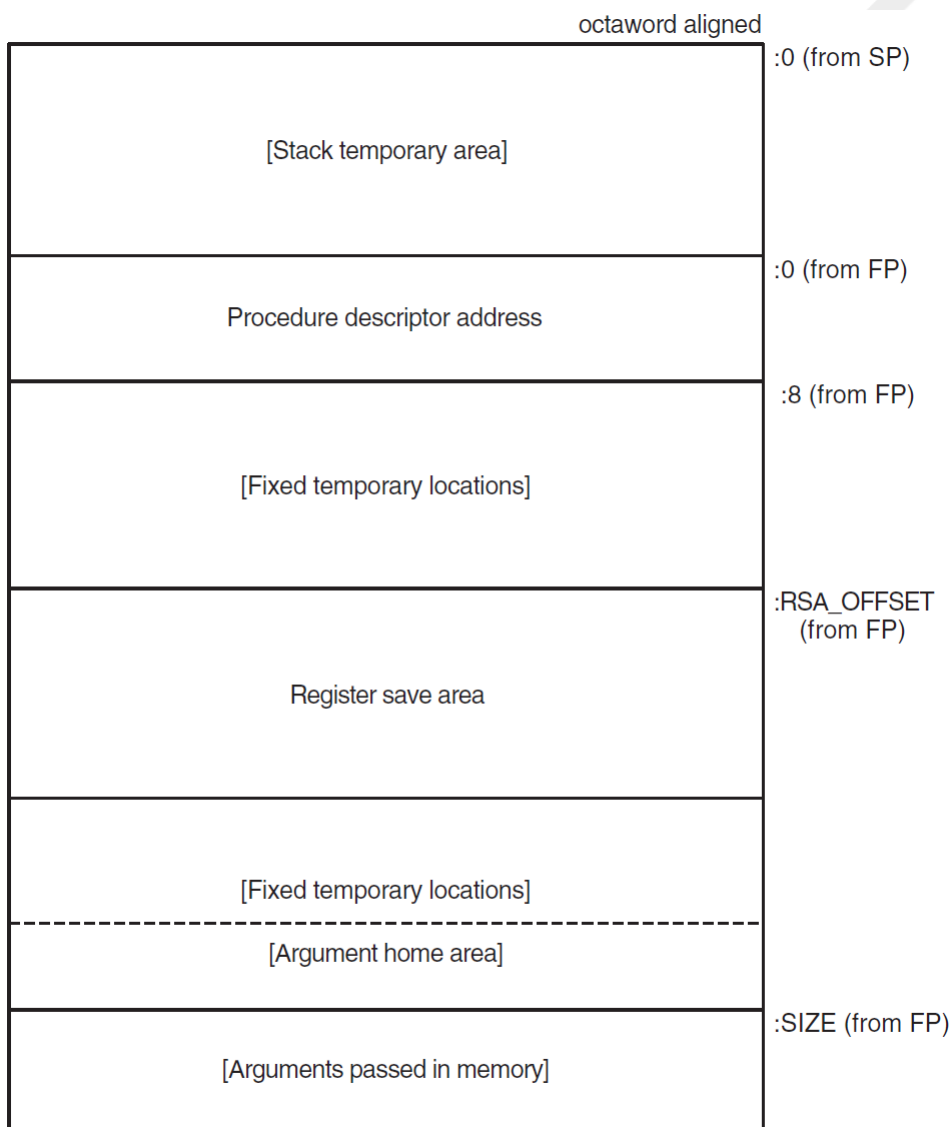 octaword aligned
:0 (from SP)
[Stack temporary area]
:0 (from FP)
Procedure descriptor address
:8 (from FP)
[Fixed temporary locations]
:RSA_OFFSET
(from FP)
Register save area
[Fixed temporary locations]
[Argument home area]
:SIZE (from FP)
[Arguments passed in memory]